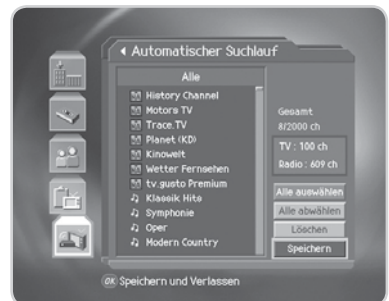 Automatischer Suchlauf
Alle
History Channel
Motors TV
Trace.TV
Planet (KD)
Kinowelt
Wetter Fernsehen
tv.gusto Premium
Klassik Hits
Symphonie
Oper
Modern Country
Gesamt
8/2000 ch
TV : 100 ch
Radio : 609 ch
Alle auswählen
Alle abwählen
Löschen
Speichern
OK Speichern und Verlassen